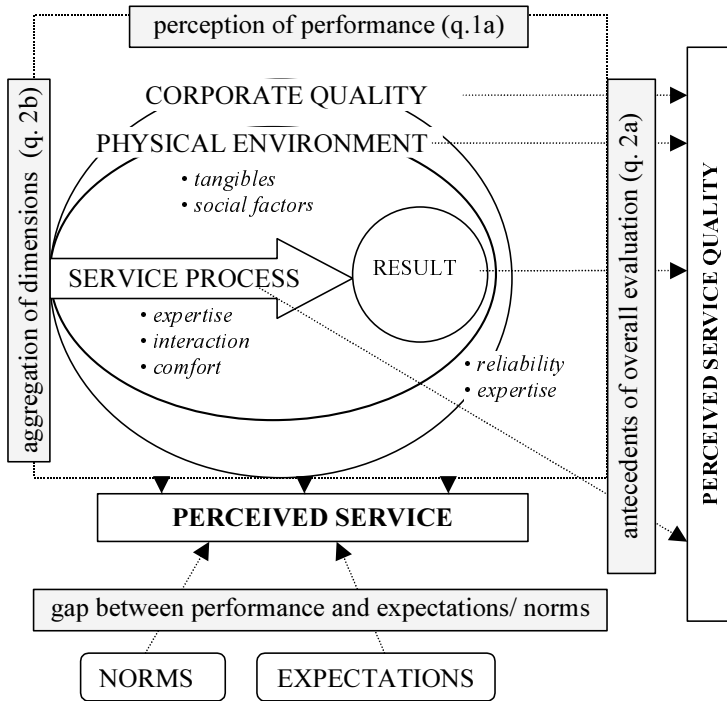 perception of performance (q.1a)
aggregation of dimensions (q. 2b)
CORPORATE QUALITY
PHYSICAL ENVIRONMENT
• tangibles
• social factors
SERVICE PROCESS
RESULT
• expertise
• interaction
• comfort
• reliability
• expertise
antecedents of overall evaluation (q. 2a)
PERCEIVED SERVICE QUALITY
PERCEIVED SERVICE
gap between performance and expectations/ norms
NORMS
EXPECTATIONS